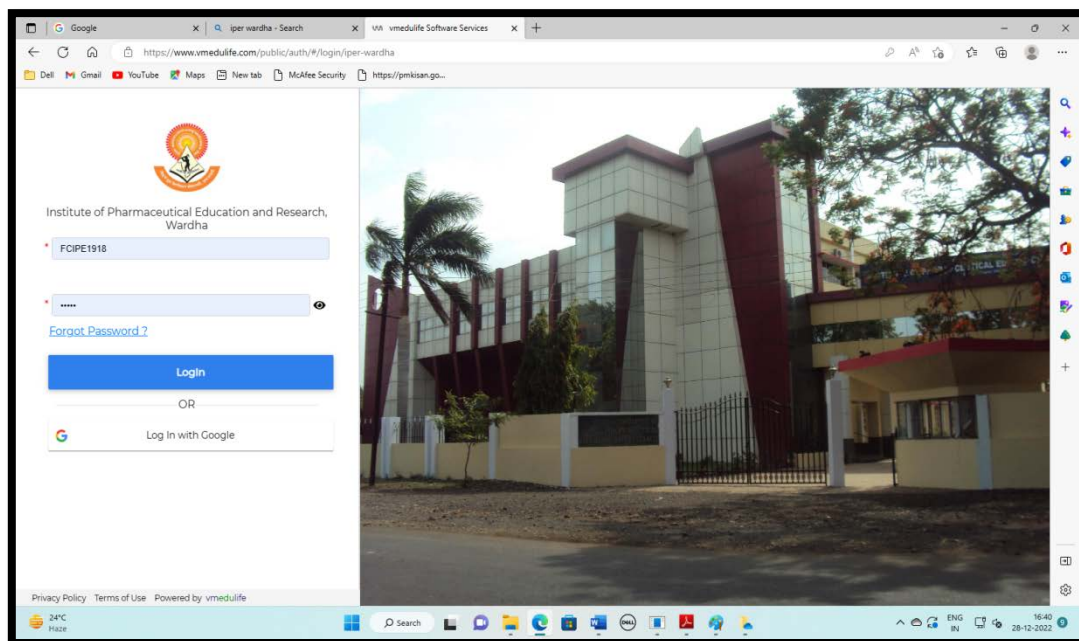 Google
iper wardha - Search
vmedulife Software Services
https://www.vmedulife.com/public/auth/#/login/iper-wardha
Dell
Gmail
YouTube
Maps
New tab
McAfee Security
https://pmkisan.go...
Institute of Pharmaceutical Education and Research,
Wardha
* FCIPE1918
* •••••
Forgot Password ?
Login
OR
Log In with Google
Privacy Policy Terms of Use Powered by vmedulife
24°C
Haze
Search
DELL
ENG
IN
16:40
28-12-2022
9